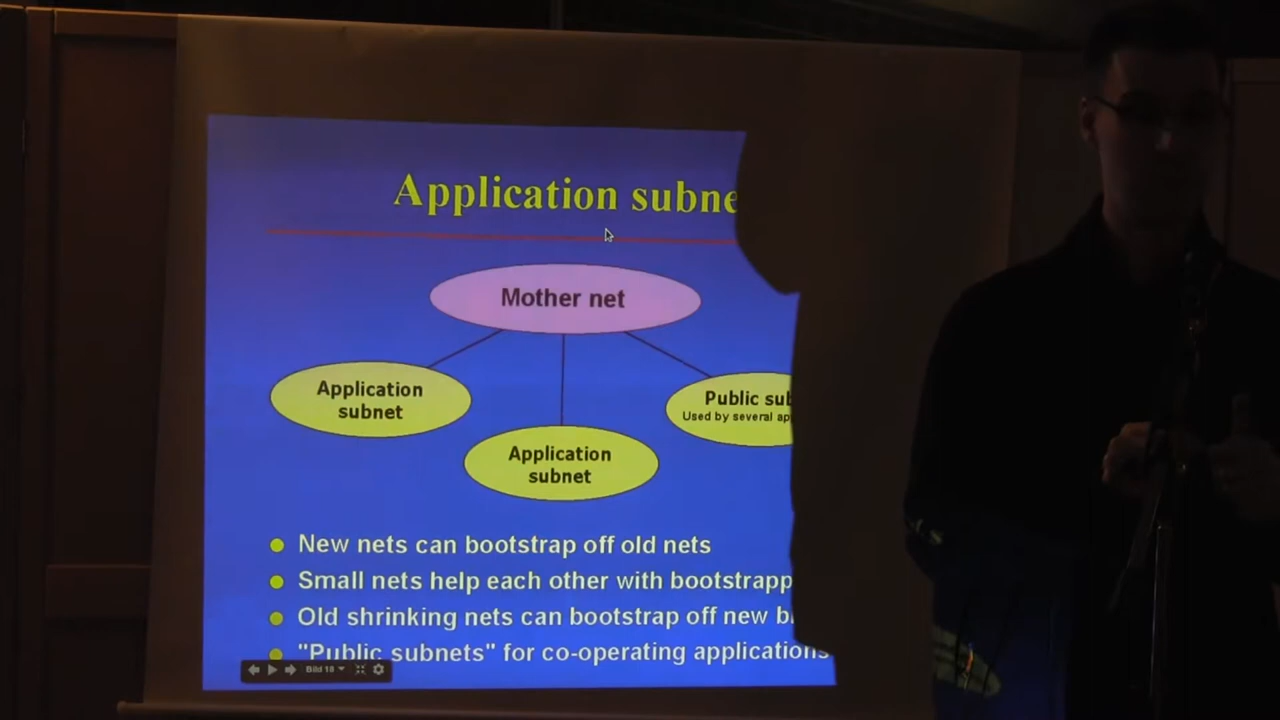 Application subne
Mother net
Application
subnet
Application
subnet
Public sub
Used by several ap
New nets can bootstrap off old nets
Small nets help each other with bootstrapp
Old shrinking nets can bootstrap off new b
"Public subnets" for co-operating applications
Bild 18